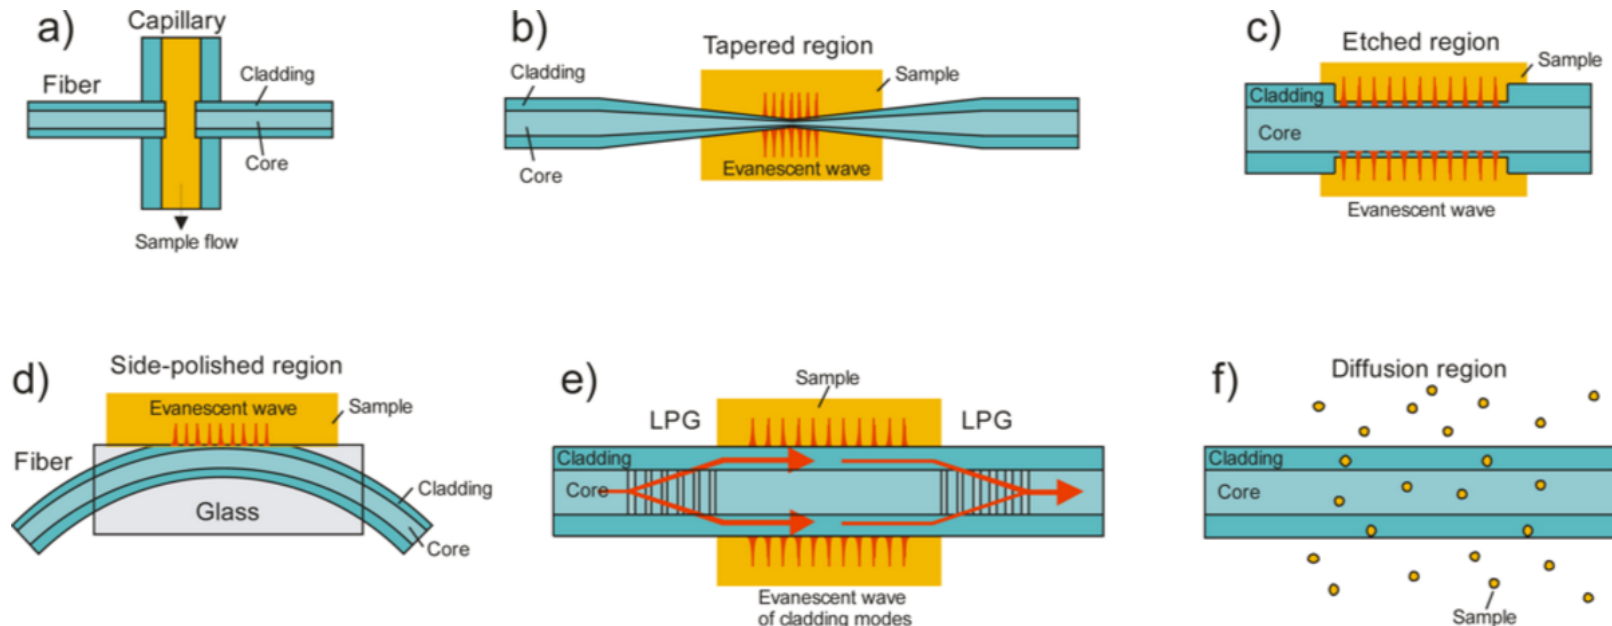 a)
Capillary
Fiber
Cladding
Core
Sample flow
b)
Tapered region
Cladding
Sample
Core
Evanescent wave
c)
Etched region
Sample
Cladding
Core
Evanescent wave
d)
Side-polished region
Evanescent wave
Sample
Fiber
Glass
Cladding
Core
e)
Sample
LPG
LPG
Cladding
Core
Evanescent wave
of cladding modes
f)
Diffusion region
Cladding
Core
Sample